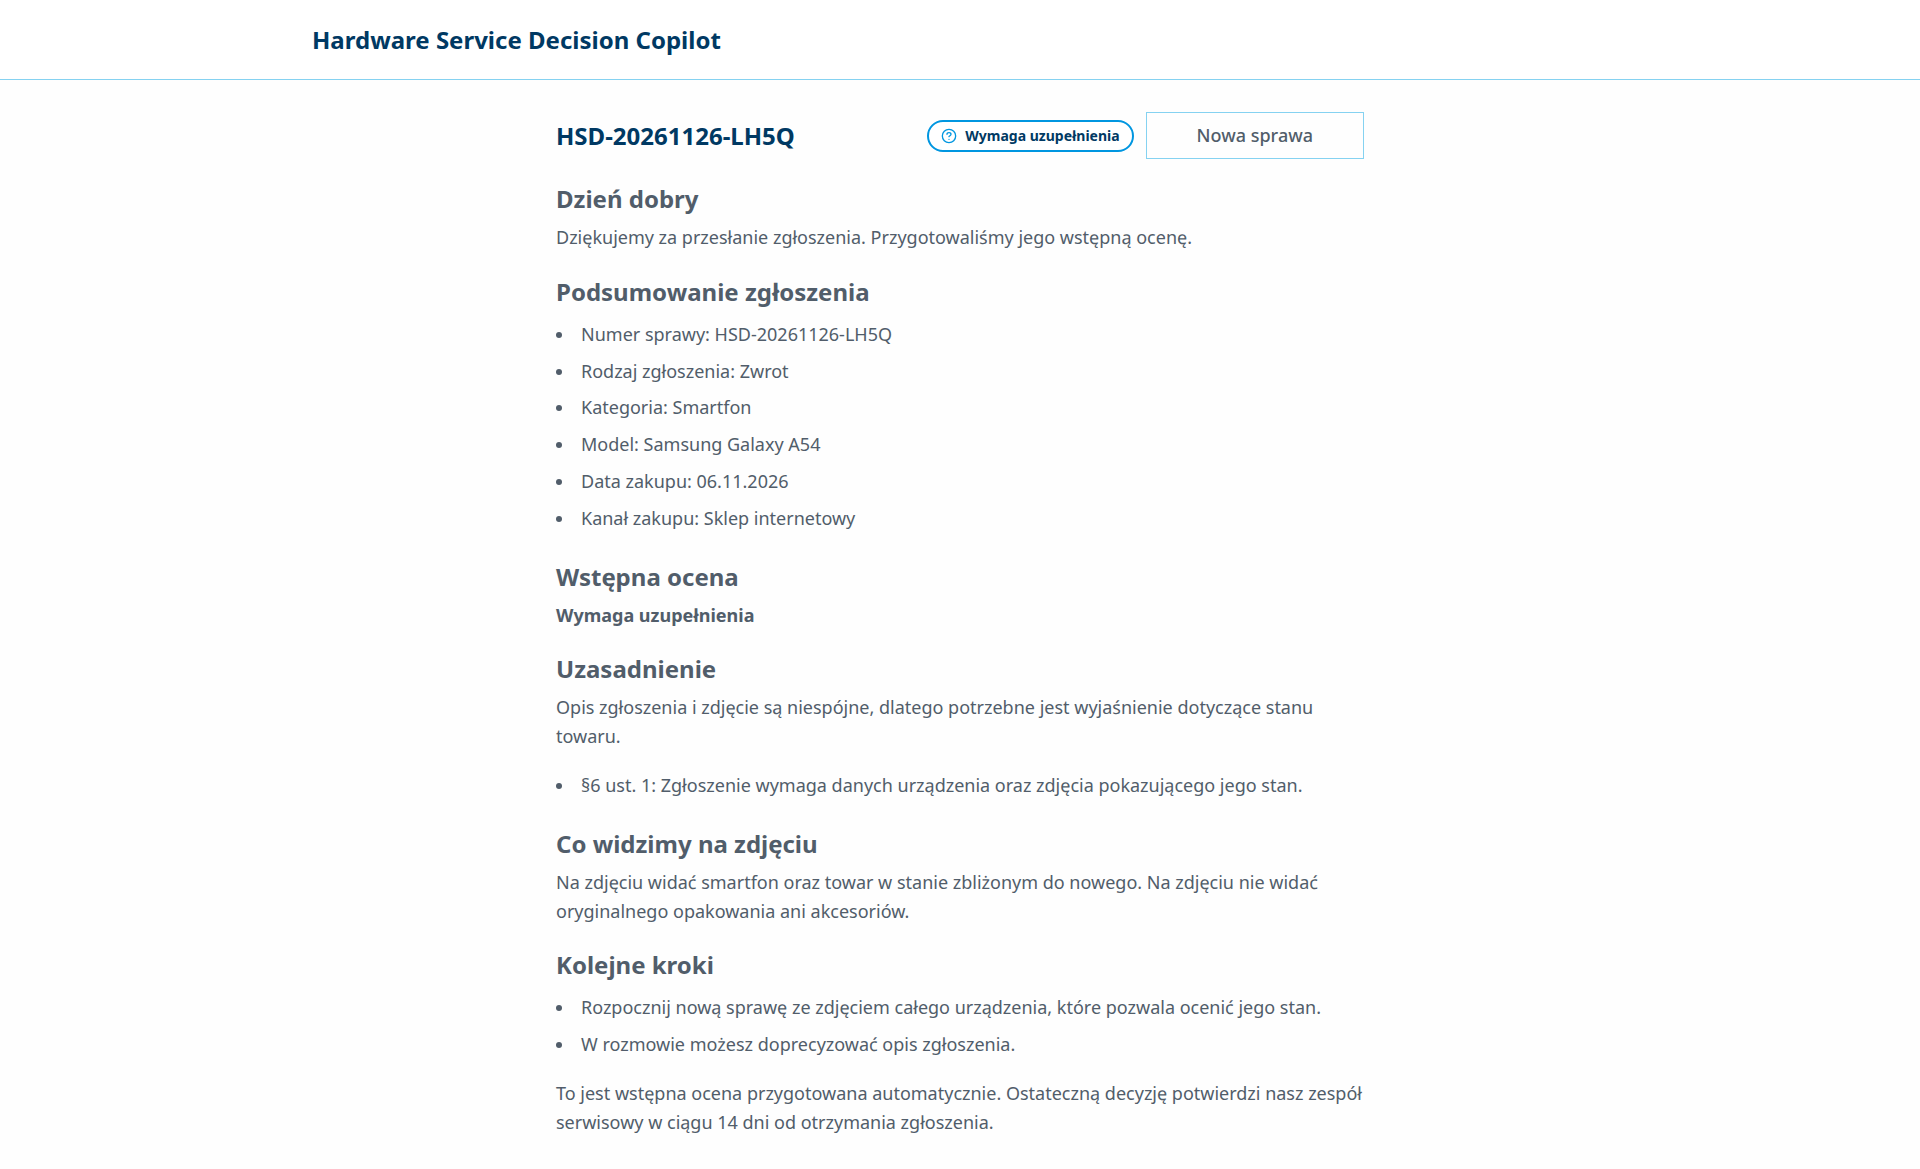 Hardware Service Decision Copilot
HSD-20261126-LH5Q
Wymaga uzupełnienia
Nowa sprawa
Dzień dobry
Dziękujemy za przesłanie zgłoszenia. Przygotowaliśmy jego wstępną ocenę.
Podsumowanie zgłoszenia
• Numer sprawy: HSD-20261126-LH5Q
• Rodzaj zgłoszenia: Zwrot
• Kategoria: Smartfon
• Model: Samsung Galaxy A54
• Data zakupu: 06.11.2026
• Kanał zakupu: Sklep internetowy
Wstępna ocena
Wymaga uzupełnienia
Uzasadnienie
Opis zgłoszenia i zdjęcie są niespójne, dlatego potrzebne jest wyjaśnienie dotyczące stanu
towaru.
• §6 ust. 1: Zgłoszenie wymaga danych urządzenia oraz zdjęcia pokazującego jego stan.
Co widzimy na zdjęciu
Na zdjęciu widać smartfon oraz towar w stanie zbliżonym do nowego. Na zdjęciu nie widać
oryginalnego opakowania ani akcesoriów.
Kolejne kroki
• Rozpocznij nową sprawę ze zdjęciem całego urządzenia, które pozwala ocenić jego stan.
• W rozmowie możesz doprecyzować opis zgłoszenia.
To jest wstępna ocena przygotowana automatycznie. Ostateczną decyzję potwierdzi nasz zespół
serwisowy w ciągu 14 dni od otrzymania zgłoszenia.